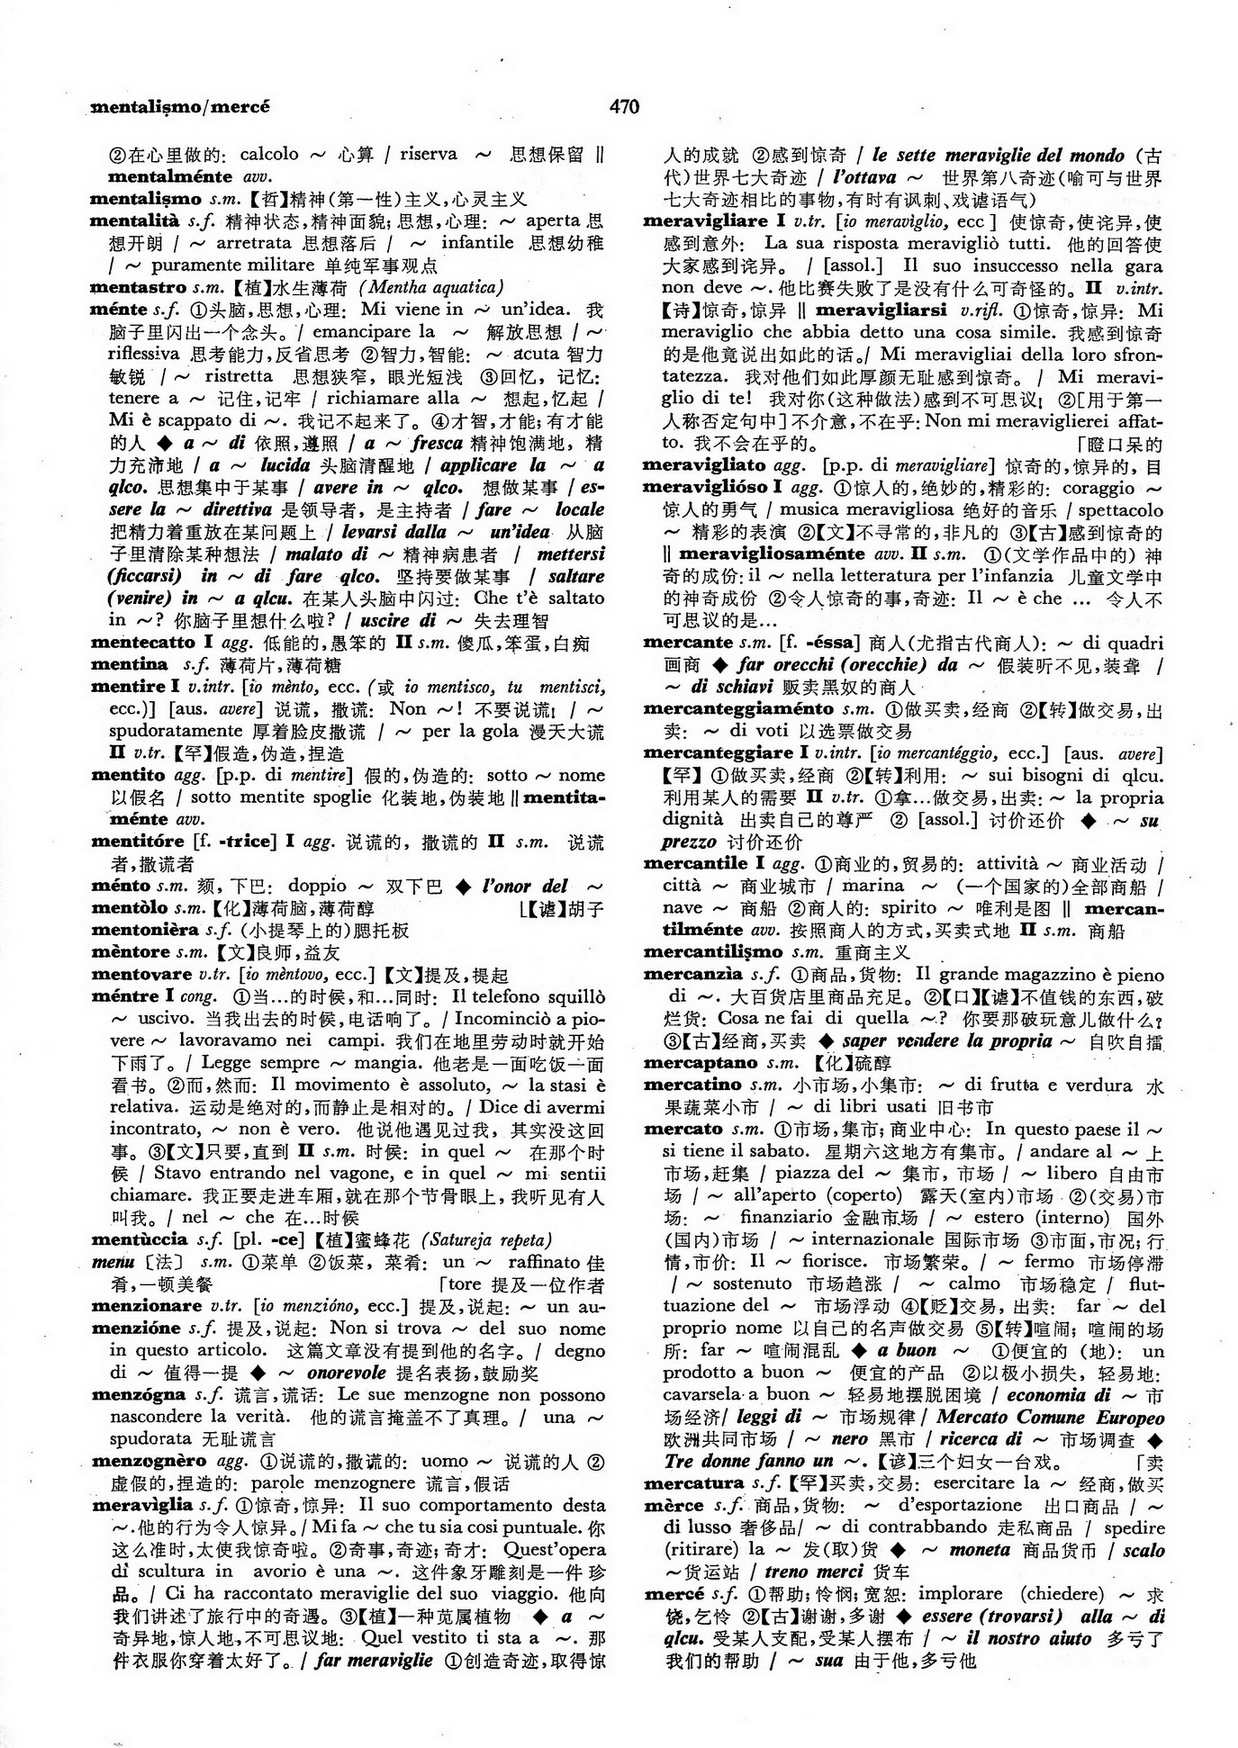 mentalismo/mercé
470
②在心里做的: calcolo ～ 心算 / riserva ～ 思想保留 ‖
mentalménte avv.
mentalismo s.m.【哲】精神(第一性)主义,心灵主义
mentalità s.f. 精神状态,精神面貌;思想,心理: ～ aperta 思
想开朗 / ～ arretrata 思想落后 / ～ infantile 思想幼稚
/ ～ puramente militare 单纯军事观点
mentastro s.m.【植】水生薄荷 (Mentha aquatica)
ménte s.f. ①头脑,思想,心理: Mi viene in ～ un'idea. 我
脑子里闪出一个念头。/ emancipare la ～ 解放思想 / ～
riflessiva 思考能力,反省思考 ②智力,智能: ～ acuta 智力
敏锐 / ～ ristretta 思想狭窄, 眼光短浅 ③回忆, 记忆:
tenere a ～ 记住,记牢 / richiamare alla ～ 想起,忆起 /
Mi è scappato di ～. 我记不起来了。④才智,才能;有才能
的人 ◆ a ～ di 依照,遵照 / a ～ fresca 精神饱满地, 精
力充沛地 / a ～ lucida 头脑清醒地 / applicare la ～ a
qlco. 思想集中于某事 / avere in ～ qlco. 想做某事 / es-
sere la ～ direttiva 是领导者, 是主持者 / fare ～ locale
把精力着重放在某问题上 / levarsi dalla ～ un'idea 从脑
子里清除某种想法 / malato di ～ 精神病患者 / mettersi
(ficcarsi) in ～ di fare qlco. 坚持要做某事 / saltare
(venire) in ～ a qlcu. 在某人头脑中闪过: Che t'è saltato
in ～? 你脑子里想什么啦? / uscire di ～ 失去理智
mentecatto I agg. 低能的,愚笨的 II s.m. 傻瓜,笨蛋,白痴
mentina s.f. 薄荷片,薄荷糖
mentire I v.intr. [io mènto, ecc. (或 io mentisco, tu mentisci,
ecc.)] [aus. avere] 说谎, 撒谎: Non ～! 不要说谎! / ～
spudoratamente 厚着脸皮撒谎 / ～ per la gola 漫天大谎
II v.tr.【罕】假造,伪造,捏造
mentito agg. [p.p. di mentire] 假的,伪造的: sotto ～ nome
以假名 / sotto mentite spoglie 化装地,伪装地 ‖ mentita-
ménte avv.
mentitóre [f. -trice] I agg. 说谎的, 撒谎的 II s.m. 说谎
者,撒谎者
ménto s.m. 颏, 下巴: doppio ～ 双下巴 ◆ l'onor del ～
mentòlo s.m.【化】薄荷脑,薄荷醇 ⌊【谑】胡子
mentonièra s.f. (小提琴上的)腮托板
mèntore s.m.【文】良师,益友
mentovare v.tr. [io mèntovo, ecc.]【文】提及,提起
méntre I cong. ①当…的时候,和…同时: Il telefono squillò
～ uscivo. 当我出去的时候,电话响了。/ Incominciò a pio-
vere ～ lavoravamo nei campi. 我们在地里劳动时就开始
下雨了。/ Legge sempre ～ mangia. 他老是一面吃饭一面
看书。②而,然而: Il movimento è assoluto, ～ la stasi è
relativa. 运动是绝对的,而静止是相对的。/ Dice di avermi
incontrato, ～ non è vero. 他说他遇见过我, 其实没这回
事。③【文】只要,直到 II s.m. 时候: in quel ～ 在那个时
候 / Stavo entrando nel vagone, e in quel ～ mi sentii
chiamare. 我正要走进车厢,就在那个节骨眼上,我听见有人
叫我。/ nel ～ che 在…时候
mentùccia s.f. [pl. -ce]【植】蜜蜂花 (Satureja repeta)
menu〔法〕 s.m. ①菜单 ②饭菜, 菜肴: un ～ raffinato 佳
肴,一顿美餐 「tore 提及一位作者
menzionare v.tr. [io menzióno, ecc.] 提及,说起: ～ un au-
menzióne s.f. 提及,说起: Non si trova ～ del suo nome
in questo articolo. 这篇文章没有提到他的名字。/ degno
di ～ 值得一提 ◆ ～ onorevole 提名表扬,鼓励奖
menzógna s.f. 谎言,谎话: Le sue menzogne non possono
nascondere la verità. 他的谎言掩盖不了真理。/ una ～
spudorata 无耻谎言
menzognèro agg. ①说谎的,撒谎的: uomo ～ 说谎的人 ②
虚假的,捏造的: parole menzognere 谎言,假话
meravìglia s.f. ①惊奇,惊异: Il suo comportamento desta
～.他的行为令人惊异。/ Mi fa ～ che tu sia cosi puntuale. 你
这么准时,太使我惊奇啦。②奇事,奇迹;奇才: Quest'opera
di scultura in avorio è una ～. 这件象牙雕刻是一件珍
品。/ Ci ha raccontato meraviglie del suo viaggio. 他向
我们讲述了旅行中的奇遇。③【植】一种苋属植物 ◆ a ～
奇异地,惊人地,不可思议地: Quel vestito ti sta a ～. 那
件衣服你穿着太好了。/ far meraviglie ①创造奇迹,取得惊
人的成就 ②感到惊奇 / le sette meraviglie del mondo (古
代)世界七大奇迹 / l'ottava ～ 世界第八奇迹(喻可与世界
七大奇迹相比的事物,有时有讽刺、戏谑语气)
meravigliare I v.tr. [io meraviglio, ecc ] 使惊奇,使诧异,使
感到意外: La sua risposta meravigliò tutti. 他的回答使
大家感到诧异。 / [assol.] Il suo insuccesso nella gara
non deve ～.他比赛失败了是没有什么可奇怪的。II v.intr.
【诗】惊奇,惊异 ‖ meravigliarsi v.rifl. ①惊奇,惊异: Mi
meraviglio che abbia detto una cosa simile. 我感到惊奇
的是他竟说出如此的话。/ Mi meravigliai della loro sfron-
tatezza. 我对他们如此厚颜无耻感到惊奇。 / Mi meravi-
glio di te! 我对你(这种做法)感到不可思议! ②[用于第一
人称否定句中]不介意,不在乎: Non mi meraviglierei affat-
to. 我不会在乎的。 「瞪口呆的
meravigliato agg. [p.p. di meravigliare] 惊奇的,惊异的, 目
meraviglióso I agg. ①惊人的,绝妙的,精彩的: coraggio ～
惊人的勇气 / musica meravigliosa 绝好的音乐 / spettacolo
～ 精彩的表演 ②【文】不寻常的,非凡的 ③【古】感到惊奇的
‖ meravigliosaménte avv. II s.m. ①(文学作品中的) 神
奇的成份: il ～ nella letteratura per l'infanzia 儿童文学中
的神奇成份 ②令人惊奇的事,奇迹: Il ～ è che … 令人不
可思议的是…
mercante s.m. [f. -éssa] 商人(尤指古代商人): ～ di quadri
画商 ◆ far orecchi (orecchie) da ～ 假装听不见,装聋 /
～ di schiavi 贩卖黑奴的商人
mercanteggiaménto s.m. ①做买卖,经商 ②【转】做交易,出
卖: ～ di voti 以选票做交易
mercanteggiare I v.intr. [io mercantéggio, ecc.] [aus. avere]
【罕】①做买卖,经商 ②【转】利用: ～ sui bisogni di qlcu.
利用某人的需要 II v.tr. ①拿…做交易,出卖: ～ la propria
dignità 出卖自己的尊严 ② [assol.] 讨价还价 ◆ ～ su
prezzo 讨价还价
mercantile I agg. ①商业的,贸易的: attività ～ 商业活动 /
città ～ 商业城市 / marina ～ (一个国家的)全部商船 /
nave ～ 商船 ②商人的: spirito ～ 唯利是图 ‖ mercan-
tilménte avv. 按照商人的方式,买卖式地 II s.m. 商船
mercantilismo s.m. 重商主义
mercanzìa s.f. ①商品,货物: Il grande magazzino è pieno
di ～. 大百货店里商品充足。②【口】【谑】不值钱的东西,破
烂货: Cosa ne fai di quella ～? 你要那破玩意儿做什么?
③【古】经商,买卖 ◆ saper vendere la propria ～ 自吹自擂
mercaptano s.m. 【化】硫醇
mercatino s.m. 小市场,小集市: ～ di frutta e verdura 水
果蔬菜小市 / ～ di libri usati 旧书市
mercato s.m. ①市场,集市;商业中心: In questo paese il ～
si tiene il sabato. 星期六这地方有集市。/ andare al ～ 上
市场,赶集 / piazza del ～ 集市, 市场 / ～ libero 自由市
场 / ～ all'aperto (coperto) 露天(室内)市场 ②(交易)市
场: ～ finanziario 金融市场 / ～ estero (interno) 国外
(国内)市场 / ～ internazionale 国际市场 ③市面,市况;行
情,市价: Il ～ fiorisce. 市场繁荣。/ ～ fermo 市场停滞
/ ～ sostenuto 市场趋涨 / ～ calmo 市场稳定 / flut-
tuazione del ～ 市场浮动 ④【贬】交易, 出卖: far ～ del
proprio nome 以自己的名声做交易 ⑤【转】喧闹; 喧闹的场
所: far ～ 喧闹混乱 ◆ a buon ～ ①便宜的 (地): un
prodotto a buon ～ 便宜的产品 ②以极小损失, 轻易地:
cavarsela a buon ～ 轻易地摆脱困境 / economia di ～ 市
场经济/ leggi di ～ 市场规律 / Mercato Comune Europeo
欧洲共同市场 / ～ nero 黑市 / ricerca di ～ 市场调查 ◆
Tre donne fanno un ～.【谚】三个妇女一台戏。 「卖
mercatura s.f.【罕】买卖,交易: esercitare la ～ 经商,做买
mèrce s.f. 商品,货物: ～ d'esportazione 出口商品 / ～
di lusso 奢侈品/ ～ di contrabbando 走私商品 / spedire
(ritirare) la ～ 发(取)货 ◆ ～ moneta 商品货币 / scalo
～货运站 / treno merci 货车
mercé s.f. ①帮助;怜悯;宽恕: implorare (chiedere) ～ 求
饶,乞怜 ②【古】谢谢,多谢 ◆ essere (trovarsi) alla ～ di
qlcu. 受某人支配,受某人摆布 / ～ il nostro aiuto 多亏了
我们的帮助 / ～ sua 由于他,多亏他